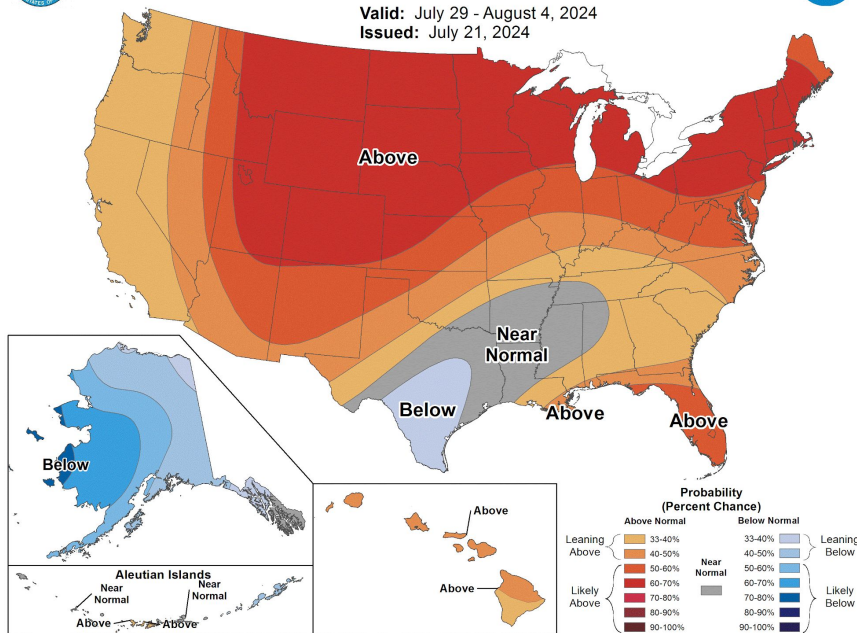 Valid: July 29 - August 4, 2024
Issued: July 21, 2024
Above
Near
Normal
Below
Above
Above
Below
Above
Above
Aleutian Islands
Near
Normal
Near
Normal
Above
Above
Probability
(Percent Chance)
Above Normal
Below Normal
Leaning
Above
33-40%
40-50%
50-60%
60-70%
70-80%
80-90%
90-100%
Likely
Above
Near
Normal
33-40%
40-50%
50-60%
60-70%
70-80%
80-90%
90-100%
Leaning
Below
Likely
Below